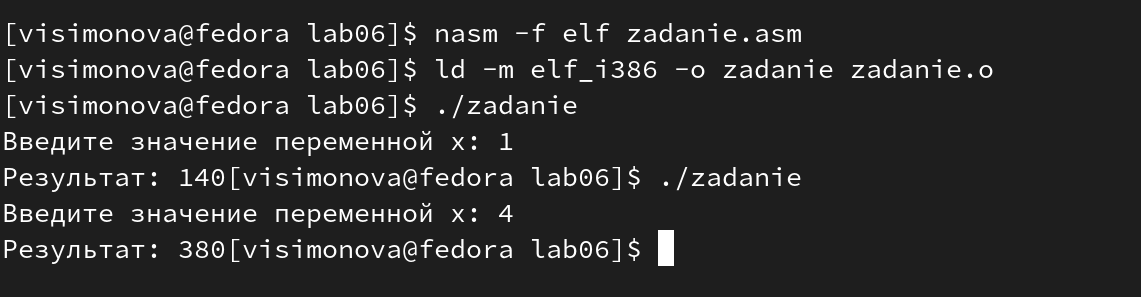 [visimonova@fedora lab06]$ nasm -f elf zadanie.asm
[visimonova@fedora lab06]$ ld -m elf_i386 -o zadanie zadanie.o
[visimonova@fedora lab06]$ ./zadanie
Введите значение переменной x: 1
Результат: 140[visimonova@fedora lab06]$ ./zadanie
Введите значение переменной x: 4
Результат: 380[visimonova@fedora lab06]$